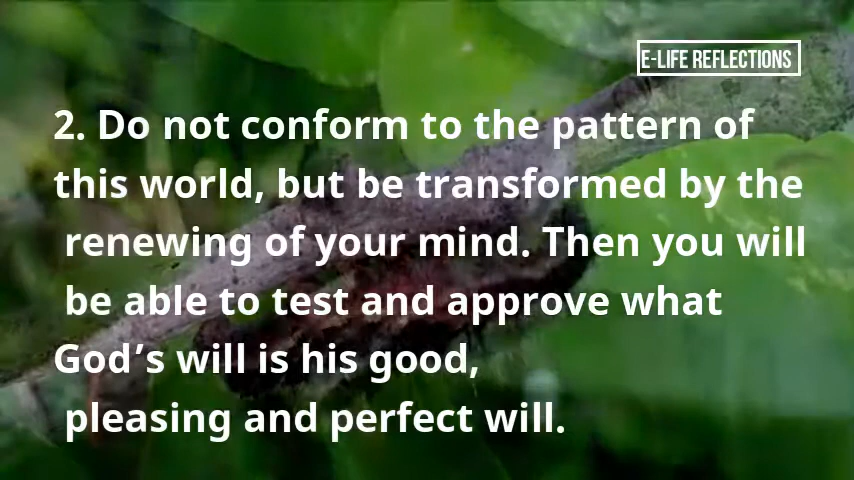 E-LIFE REFLECTIONS
2. Do not conform to the pattern of
this world, but be transformed by the
renewing of your mind. Then you will
be able to test and approve what
God’s will is his good,
pleasing and perfect will.